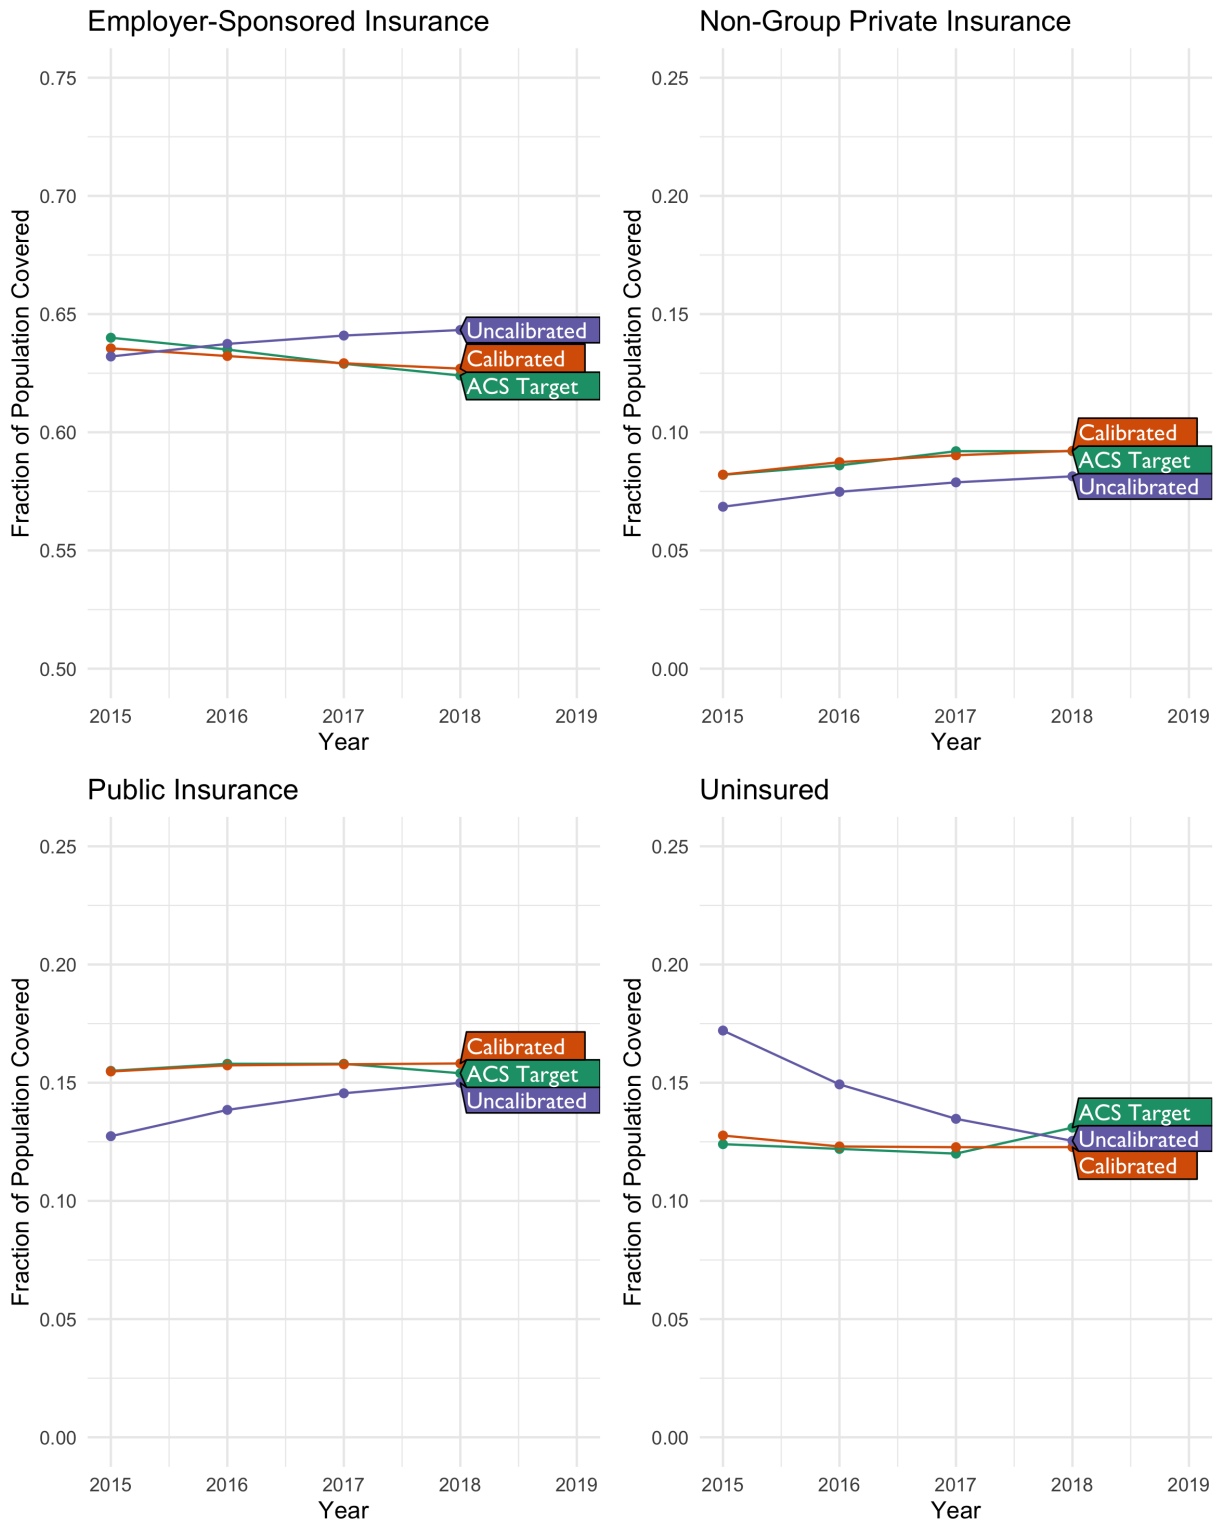 Employer-Sponsored Insurance
Fraction of Population Covered
0.75
0.70
0.65
0.60
0.55
0.50
Uncalibrated
Calibrated
ACS Target
2015 2016 2017 2018 2019
Year
Non-Group Private Insurance
Fraction of Population Covered
0.25
0.20
0.15
0.10
0.05
0.00
Calibrated
ACS Target
Uncalibrated
2015 2016 2017 2018 2019
Year
Public Insurance
Fraction of Population Covered
0.25
0.20
0.15
0.10
0.05
0.00
Calibrated
ACS Target
Uncalibrated
2015 2016 2017 2018 2019
Year
Uninsured
Fraction of Population Covered
0.25
0.20
0.15
0.10
0.05
0.00
ACS Target
Uncalibrated
Calibrated
2015 2016 2017 2018 2019
Year